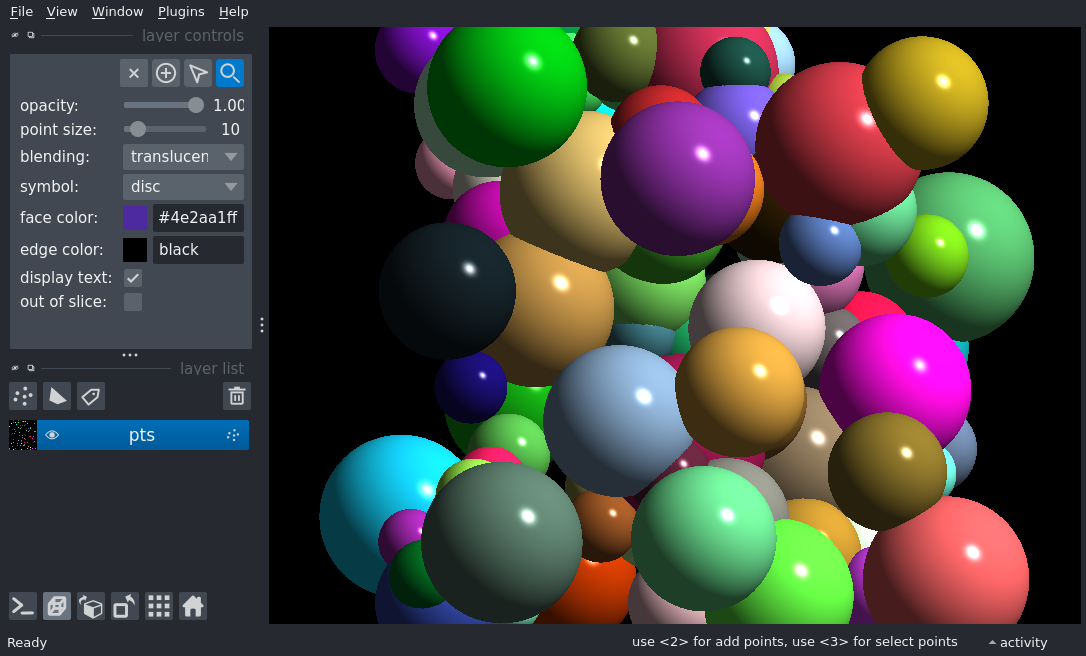 File View Window Plugins Help
layer controls
opacity: 1.00
point size: 10
blending: translucen
symbol: disc
face color: #4e2aa1ff
edge color: black
display text:
out of slice:
layer list
pts
Ready use <2> for add points, use <3> for select points activity